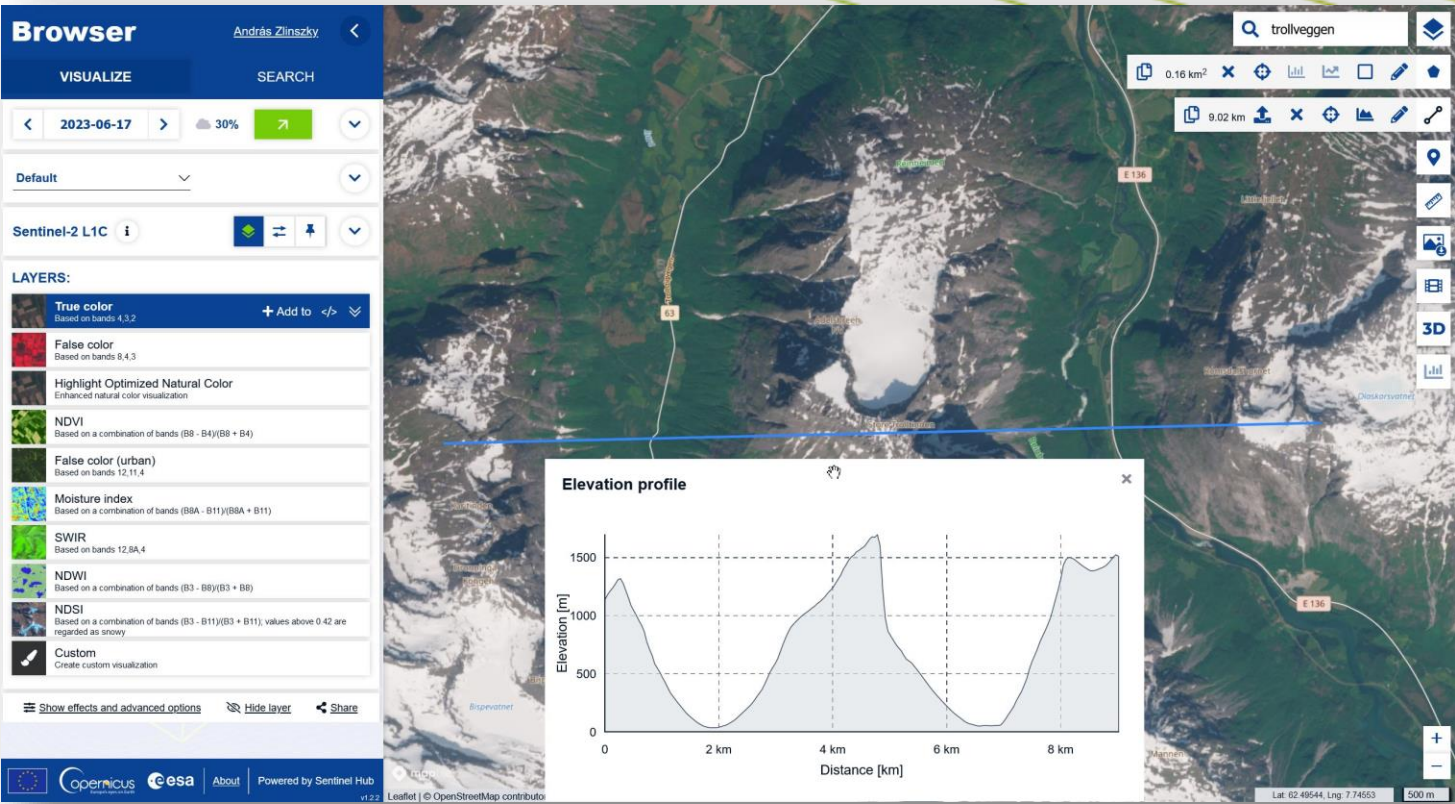 Browser
András Zlinszky
VISUALIZE
SEARCH
2023-06-17
30%
Default
Sentinel-2 L1C
i
LAYERS:
True color
Based on bands 4,3,2
+ Add to </>
False color
Based on bands 8,4,3
Highlight Optimized Natural Color
Enhanced natural color visualization
NDVI
Based on a combination of bands (B8 - B4)/(B8 + B4)
False color (urban)
Based on bands 12,11,4
Moisture index
Based on a combination of bands (B8A - B11)/(B8A + B11)
SWIR
Based on bands 12,8A,4
NDWI
Based on a combination of bands (B3 - B8)/(B3 + B8)
NDSI
Based on a combination of bands (B3 - B11)/(B3 + B11); values above 0.42 are
regarded as snowy
Custom
Create custom visualization
Show effects and advanced options
Hide layer
Share
opernicus
esa
About
Powered by Sentinel Hub
v1.2.2
trollveggen
0.16 km²
9.02 km
3D
E 136
63
Diaskorsvatnet
Bispevatnet
Mannen
E 136
Elevation profile
1500
1000
500
0
Elevation [m]
0
2 km
4 km
6 km
8 km
Distance [km]
Leaflet | © OpenStreetMap contributo
Lat: 62.49544, Lng: 7.74553
500 m